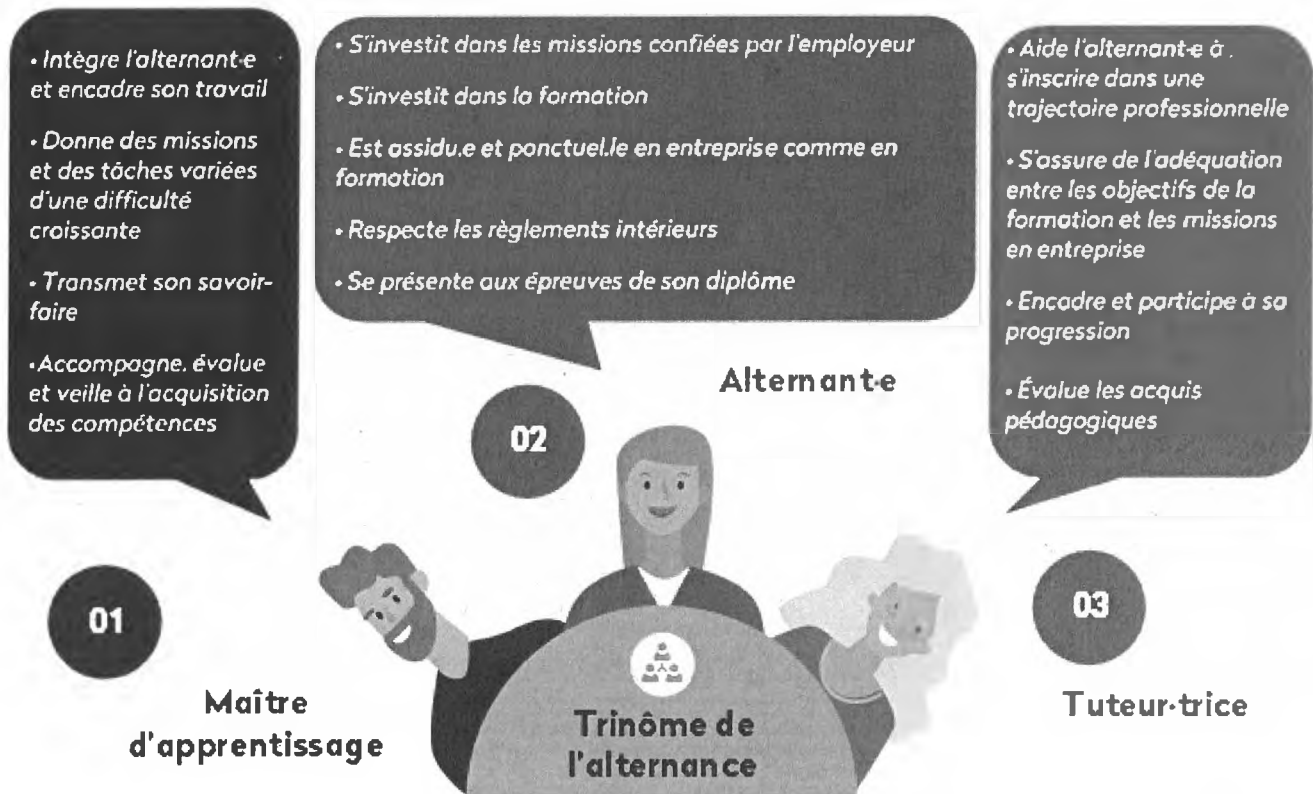 • Intègre l'alternant·e
et encadre son travail
• Donne des missions
et des tâches variées
d'une difficulté
croissante
• Transmet son savoir-
faire
•Accompagne, évalue
et veille à l'acquisition
des compétences
01
Maître
d'apprentissage
• S'investit dans les missions confiées par l'employeur
• S'investit dans la formation
• Est assidu.e et ponctuel.le en entreprise comme en
formation
• Respecte les règlements intérieurs
• Se présente aux épreuves de son diplôme
Alternant·e
02
• Aide l'alternant·e à
s'inscrire dans une
trajectoire professionnelle
• S'assure de l'adéquation
entre les objectifs de la
formation et les missions
en entreprise
• Encadre et participe à sa
progression
• Évalue les acquis
pédagogiques
03
Tuteur·trice
Trinôme de
l'alternance